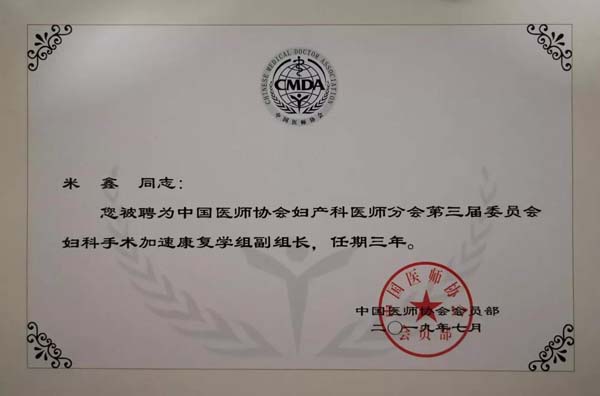 CHINESE MEDICAL DOCTOR ASSOCIATION
CMDA
中国医师协会
米 鑫 同志：
您被聘为中国医师协会妇产科医师分会第三届委员会
妇科手术加速康复学组副组长，任期三年。
中国医师协会会员部
二〇一九年七月
中国医师协会
会员部